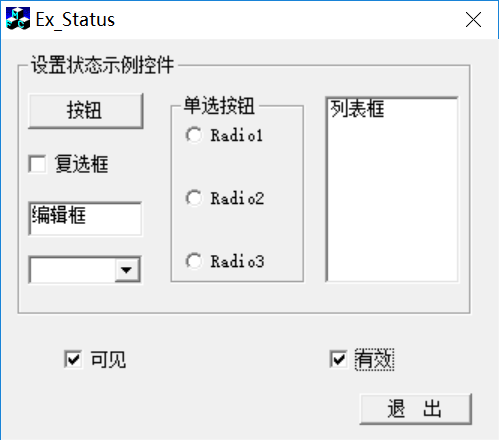 Ex_Status
设置状态示例控件
按钮
复选框
编辑框
单选按钮
Radio1
Radio2
Radio3
列表框
可见
有效
退 出